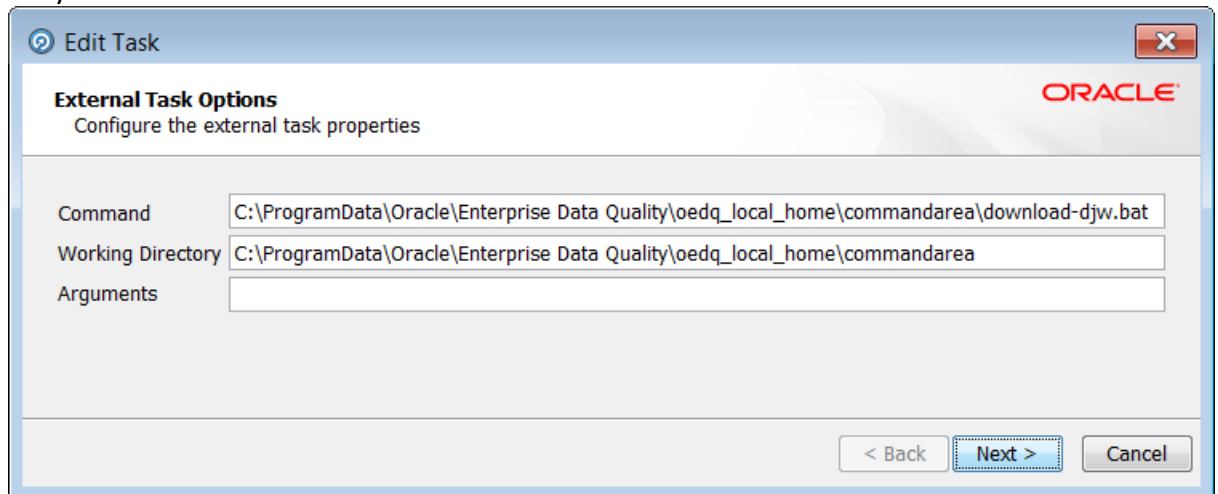 Edit Task
External Task Options
ORACLE
Configure the external task properties
Command C:\ProgramData\Oracle\Enterprise Data Quality\oedq_local_home\commandarea\download-djw.bat
Working Directory C:\ProgramData\Oracle\Enterprise Data Quality\oedq_local_home\commandarea
Arguments
< Back Next > Cancel